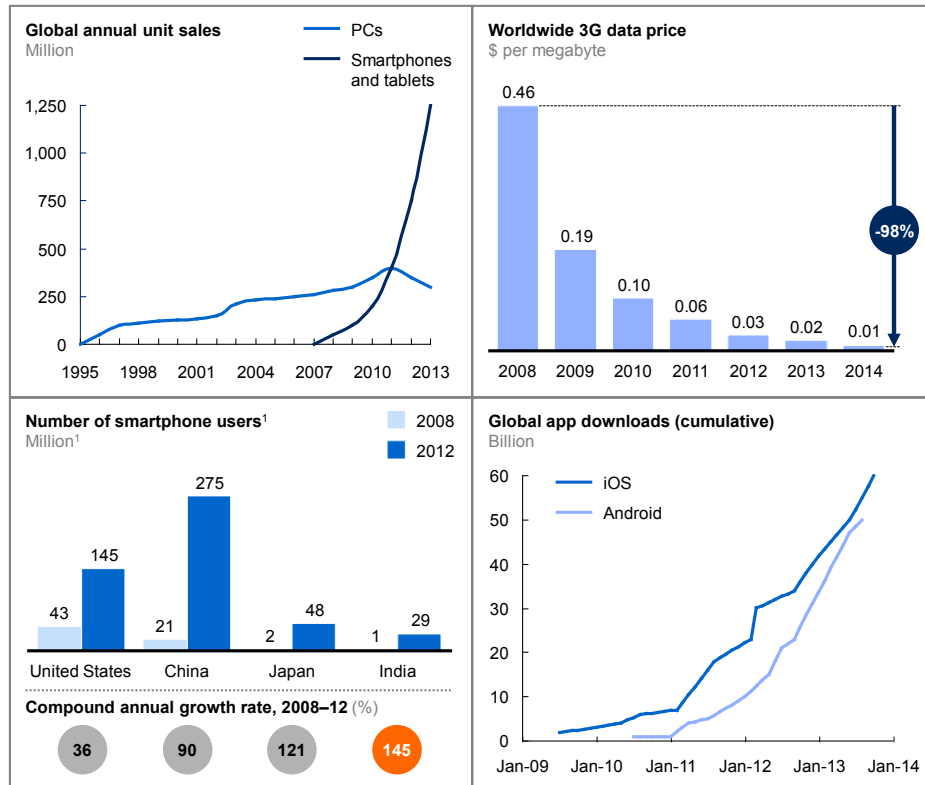 Global annual unit sales
Million
PCs
Smartphones
and tablets
1,250
1,000
750
500
250
0
1995 1998 2001 2004 2007 2010 2013
Worldwide 3G data price
$ per megabyte
0.46
0.19
0.10
0.06
0.03
0.02
0.01
-98%
2008 2009 2010 2011 2012 2013 2014
Number of smartphone users¹
Million¹
2008
2012
43 145 21 275 2 48 1 29
United States China Japan India
Compound annual growth rate, 2008–12 (%)
36 90 121 145
Global app downloads (cumulative)
Billion
iOS
Android
60
50
40
30
20
10
0
Jan-09 Jan-10 Jan-11 Jan-12 Jan-13 Jan-14